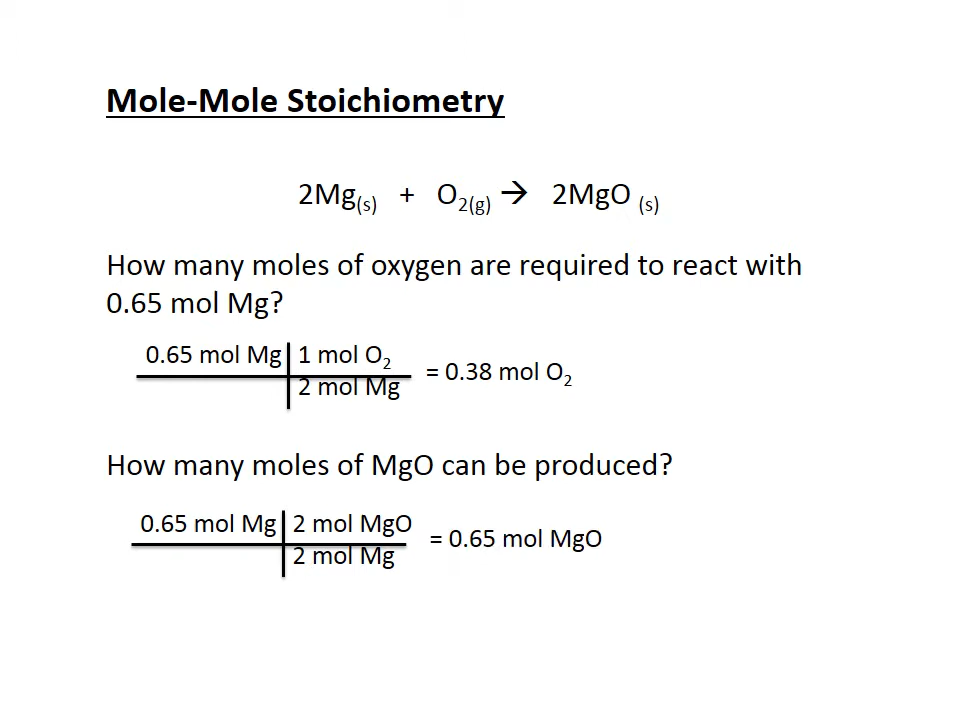 Mole-Mole Stoichiometry
2Mg(s) + O2(g) → 2MgO (s)
How many moles of oxygen are required to react with
0.65 mol Mg?
0.65 mol Mg 1 mol O2
2 mol Mg
= 0.38 mol O2
How many moles of MgO can be produced?
0.65 mol Mg 2 mol MgO
2 mol Mg
= 0.65 mol MgO